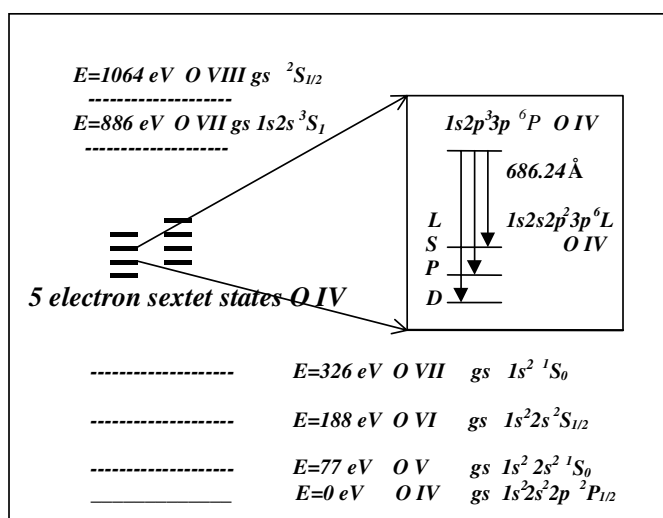 E=1064 eV O VIII gs ²S₁/₂
E=886 eV O VII gs 1s2s ³S₁
1s2p³3p ⁶P O IV
686.24 Å
L 1s2s2p²3p ⁶L
S O IV
P
D
5 electron sextet states O IV
E=326 eV O VII gs 1s² ¹S₀
E=188 eV O VI gs 1s²2s ²S₁/₂
E=77 eV O V gs 1s² 2s² ¹S₀
E=0 eV O IV gs 1s²2s²2p ²P₁/₂